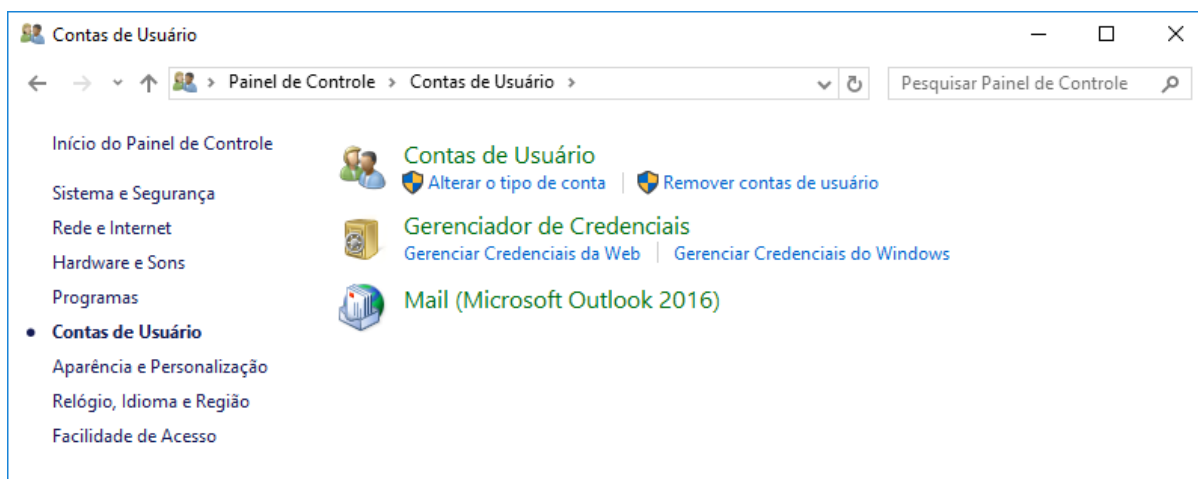 Contas de Usuário
Painel de Controle > Contas de Usuário >
Pesquisar Painel de Controle
Início do Painel de Controle
Sistema e Segurança
Rede e Internet
Hardware e Sons
Programas
Contas de Usuário
Aparência e Personalização
Relógio, Idioma e Região
Facilidade de Acesso
Contas de Usuário
Alterar o tipo de conta | Remover contas de usuário
Gerenciador de Credenciais
Gerenciar Credenciais da Web | Gerenciar Credenciais do Windows
Mail (Microsoft Outlook 2016)